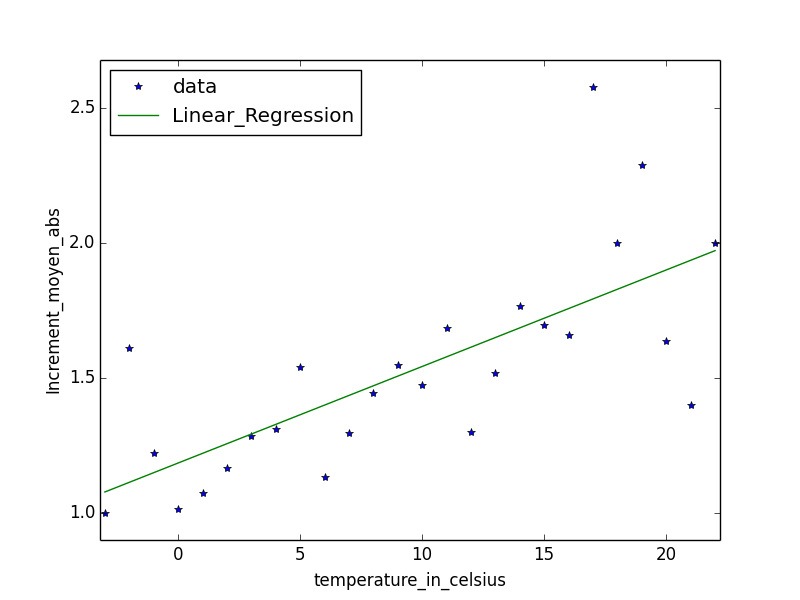 data
Linear_Regression
2.5
2.0
1.5
1.0
Increment_moyen_abs
0 5 10 15 20
temperature_in_celsius